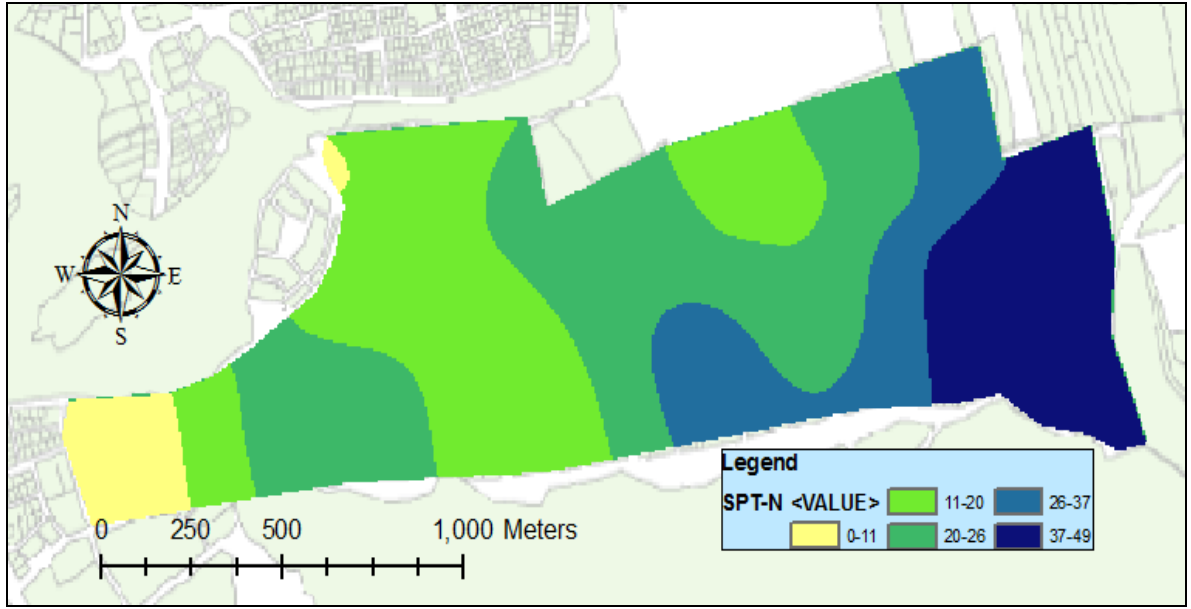 N
W E
S
Legend
SPT-N <VALUE> 11-20 26-37
0-11 20-26 37-49
0 250 500 1,000 Meters